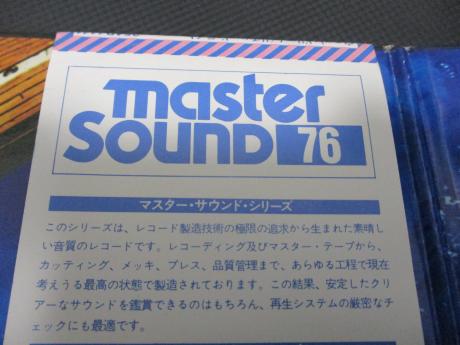 master
SOUND 76
マスター・サウンド・シリーズ
このシリーズは、レコード製造技術の極限の追求から生まれた素晴し
い音質のレコードです。レコーディング及びマスター・テープから、
カッティング、メッキ、プレス、品質管理まで、あらゆる工程で現在
考えうる最高の状態で製造されております。この結果、安定したクリ
アーなサウンドを鑑賞できるのはもちろん、再生システムの厳密なチ
ェックにも最適です。